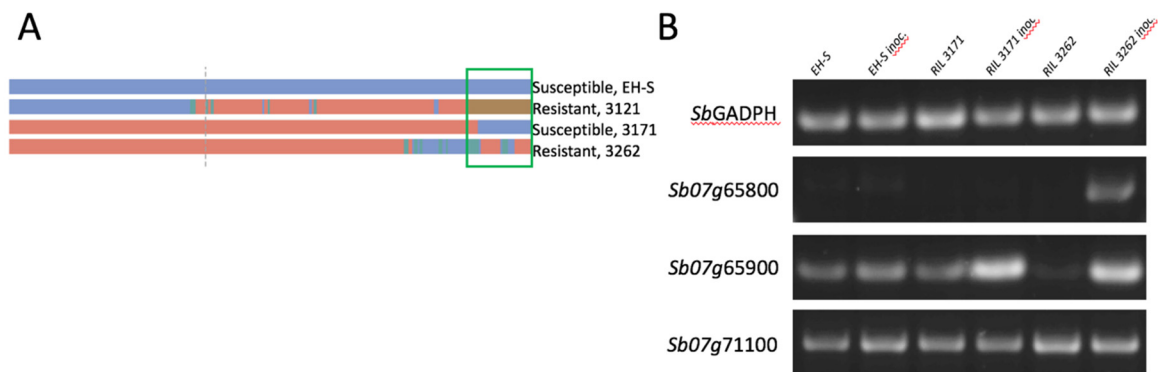 A
Susceptible, EH-S
Resistant, 3121
Susceptible, 3171
Resistant, 3262
B
EH-S
EH-S inoc.
RIL 3171
RIL 3171 inoc.
RIL 3262
RIL 3262 inoc.
SbGADPH
Sb07g65800
Sb07g65900
Sb07g71100